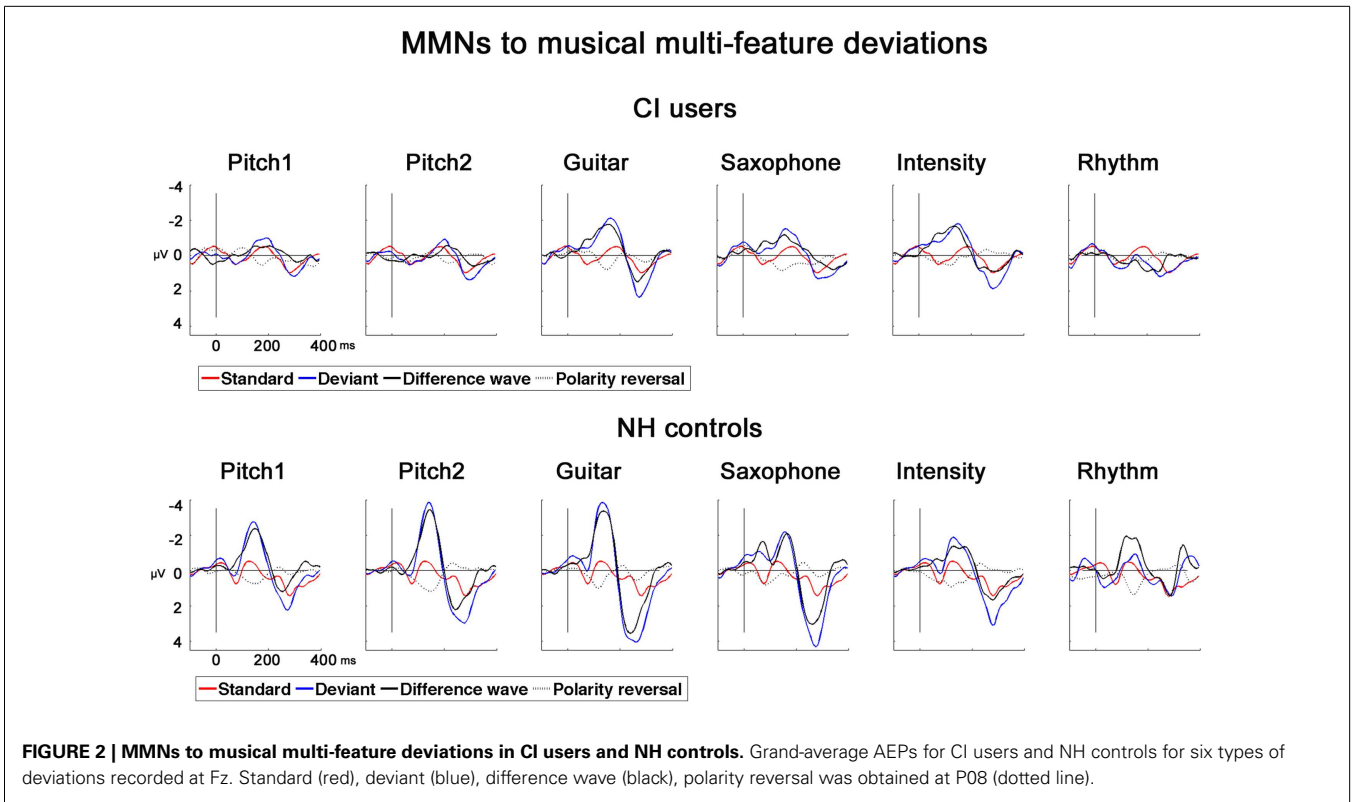 MMNs to musical multi-feature deviations
CI users
Pitch1 Pitch2 Guitar Saxophone Intensity Rhythm
-4
-2
µV 0
2
4
0 200 400 ms
Standard Deviant Difference wave Polarity reversal
NH controls
Pitch1 Pitch2 Guitar Saxophone Intensity Rhythm
-4
-2
µV 0
2
4
0 200 400 ms
Standard Deviant Difference wave Polarity reversal
FIGURE 2 | MMNs to musical multi-feature deviations in CI users and NH controls. Grand-average AEPs for CI users and NH controls for six types of
deviations recorded at Fz. Standard (red), deviant (blue), difference wave (black), polarity reversal was obtained at P08 (dotted line).